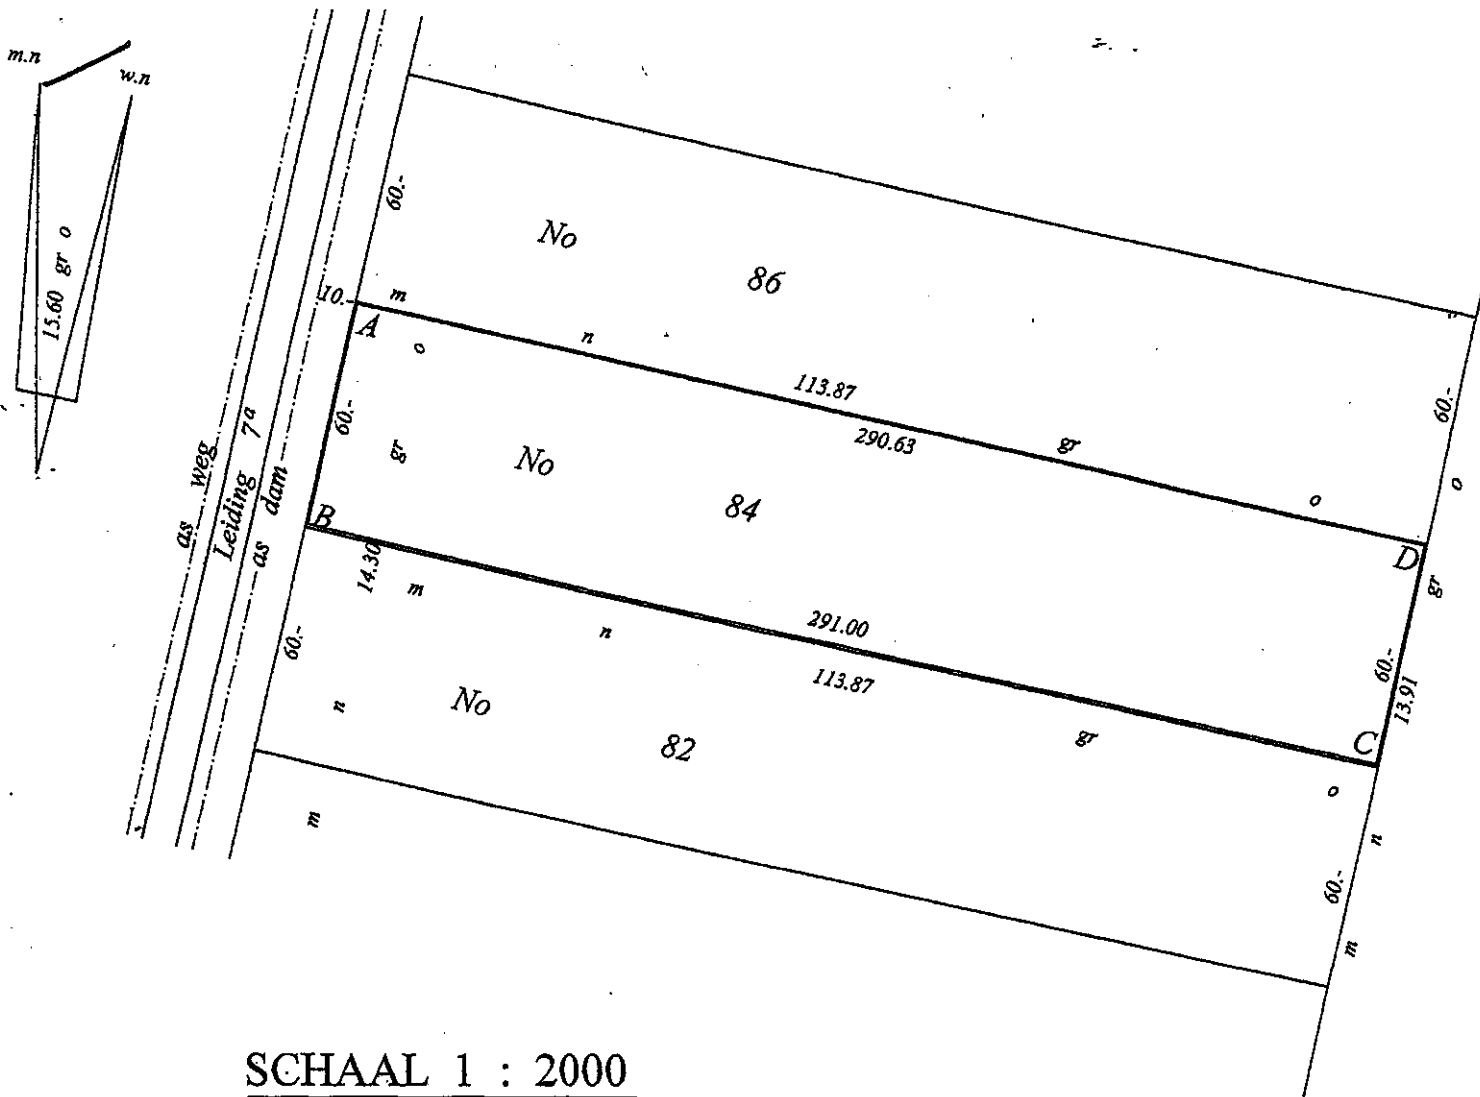 m.n
w.n
15.60 gr o
as weg
Leiding 7ª
as dam
60.-
No 86
10.-
m n gr o
113.87
290.63
A
60.-
o gr n m
No 84
60.-
o gr n m
D
B
14.30
m n gr o
291.00
113.87
60.-
13.91
C
60.-
No 82
60.-
SCHAAL 1 : 2000